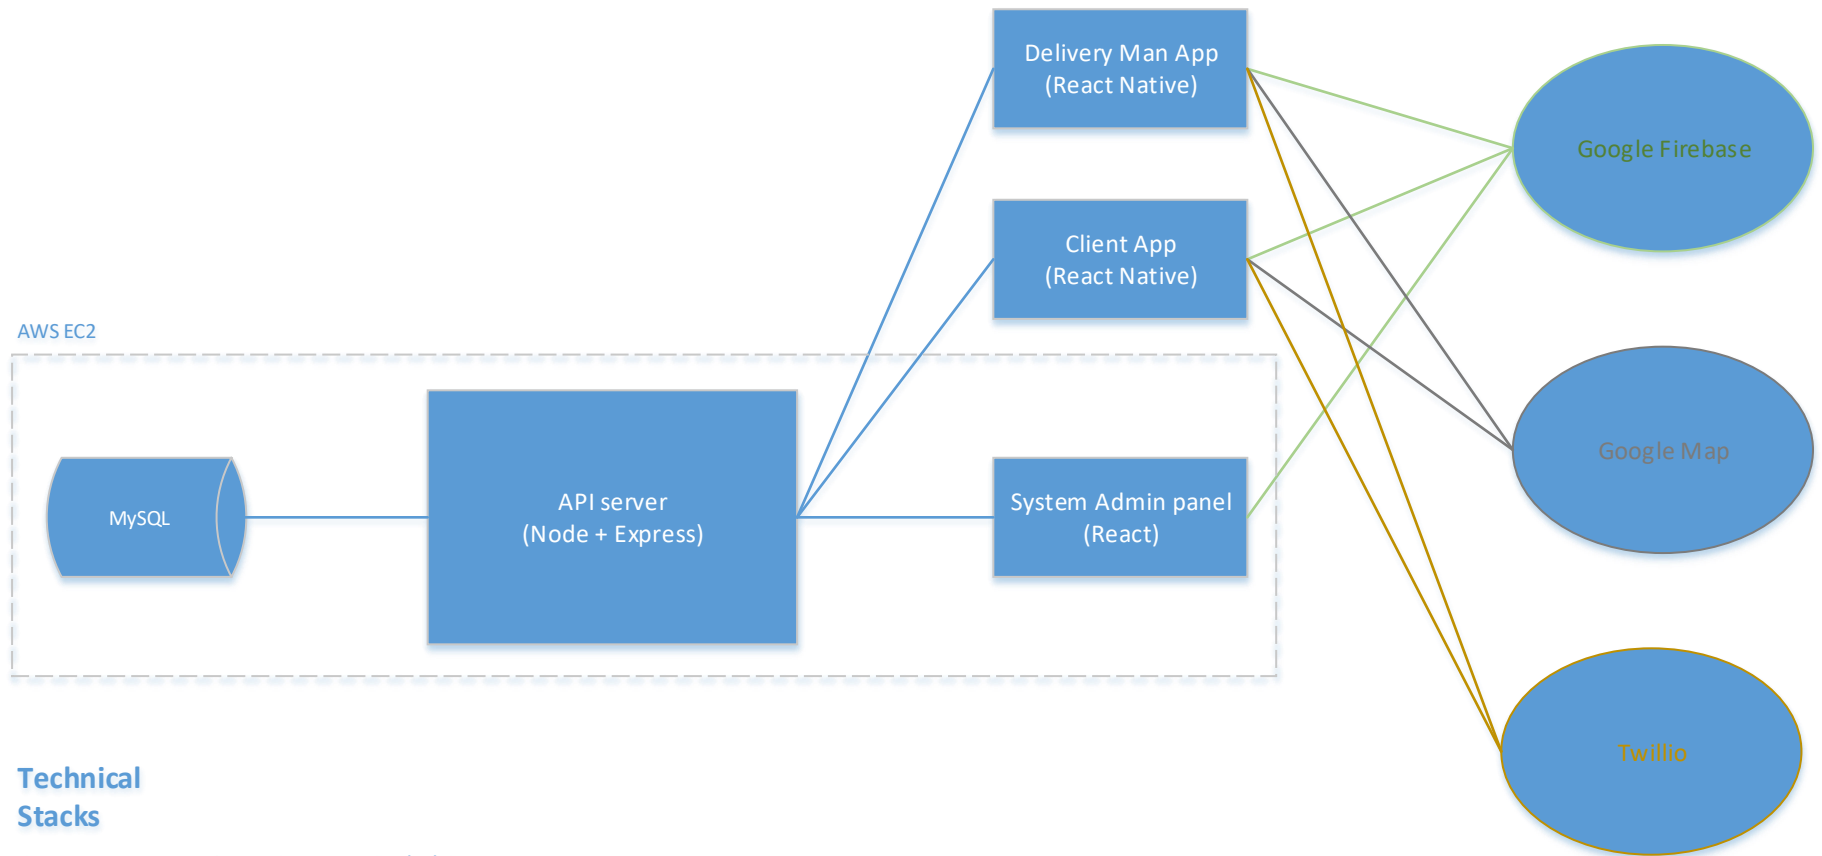 Delivery Man App
(React Native)
Google Firebase
Client App
(React Native)
AWS EC2
Google Map
MySQL
API server
(Node + Express)
System Admin panel
(React)
Twillio
Technical
Stacks